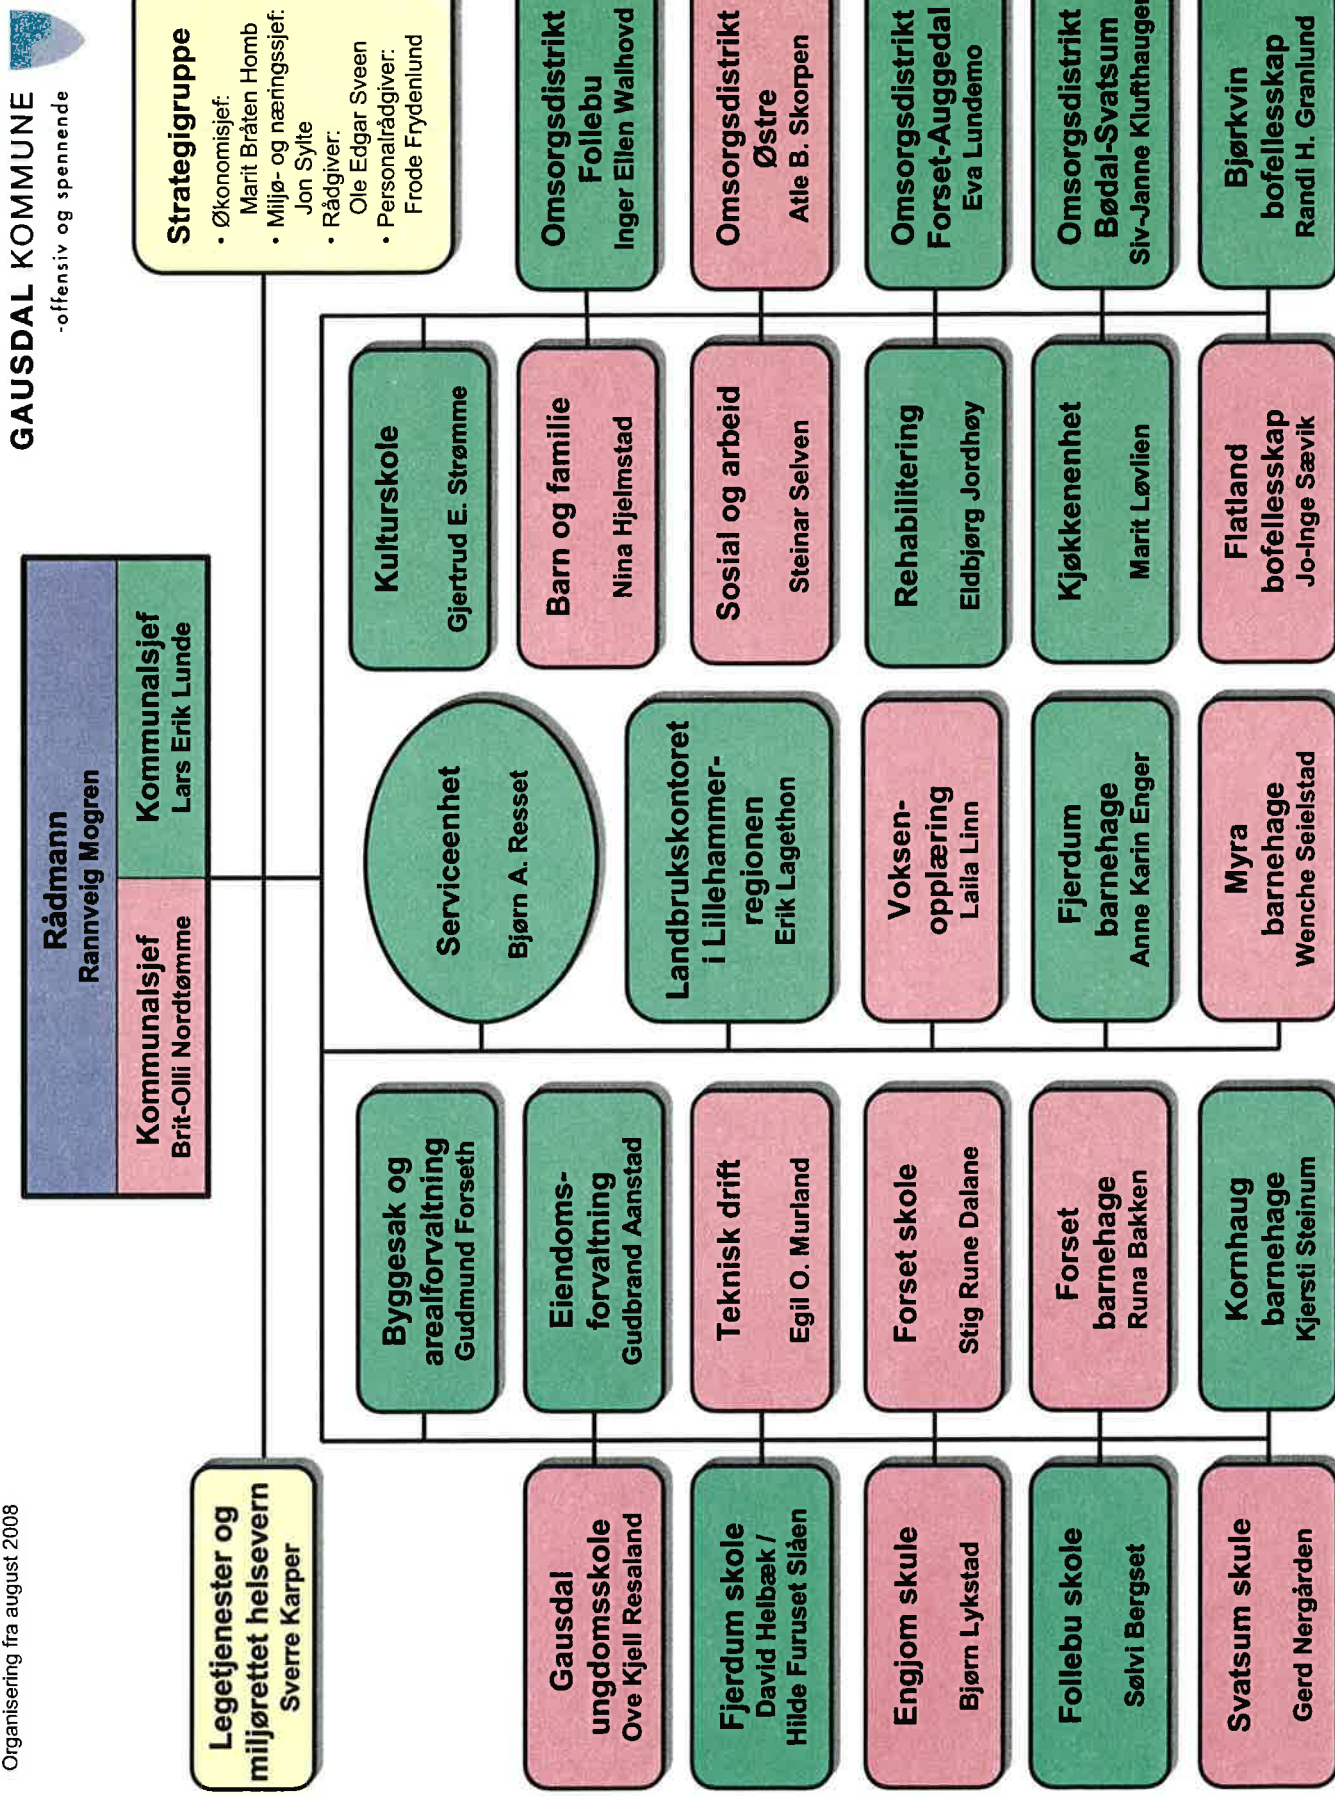 Organisering fra august 2008
GAUSDAL KOMMUNE
-offensiv og spennende
Rådmann
Rannveig Mogren
Kommunalsjef
Brit-Olli Nordtømme
Kommunalsjef
Lars Erik Lunde
Legetjenester og
miljørettet helsevern
Sverre Karper
Strategigruppe
• Økonomisjef:
Marit Bråten Homb
• Miljø- og næringssjef:
Jon Sylte
• Rådgiver:
Ole Edgar Sveen
• Personalrådgiver:
Frode Frydenlund
Byggesak og
arealforvaltning
Gudmund Forseth
Serviceenhet
Bjørn A. Resset
Kulturskole
Gjertrud E. Strømme
Gausdal
ungdomsskole
Ove Kjell Resaland
Eiendoms-
forvaltning
Gudbrand Aanstad
Landbrukskontoret
i Lillehammer-
regionen
Erik Lagethon
Barn og familie
Nina Hjelmstad
Omsorgsdistrikt
Follebu
Inger Ellen Walhovd
Fjerdum skole
David Helbæk /
Hilde Furuset Slåen
Teknisk drift
Egil O. Murland
Sosial og arbeid
Steinar Selven
Omsorgsdistrikt
Østre
Atle B. Skorpen
Engjom skule
Bjørn Lykstad
Forset skole
Stig Rune Dalane
Voksen-
opplæring
Laila Linn
Rehabilitering
Eldbjørg Jordhøy
Omsorgsdistrikt
Forset-Auggedal
Eva Lundemo
Follebu skole
Sølvi Bergset
Forset
barnehage
Runa Bakken
Fjerdum
barnehage
Anne Karin Enger
Kjøkkenenhet
Marit Løvlien
Omsorgsdistrikt
Bødal-Svatsum
Siv-Janne Klufthaugen
Svatsum skule
Gerd Nergården
Kornhaug
barnehage
Kjersti Steinum
Myra
barnehage
Wenche Seielstad
Flatland
bofellesskap
Jo-Inge Sævik
Bjørkvin
bofellesskap
Randi H. Granlund